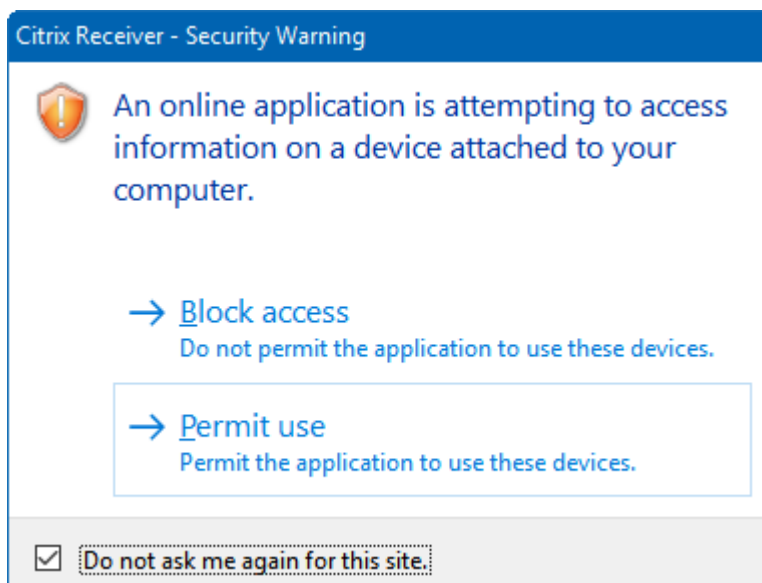 Citrix Receiver - Security Warning
An online application is attempting to access
information on a device attached to your
computer.
Block access
Do not permit the application to use these devices.
Permit use
Permit the application to use these devices.
Do not ask me again for this site.